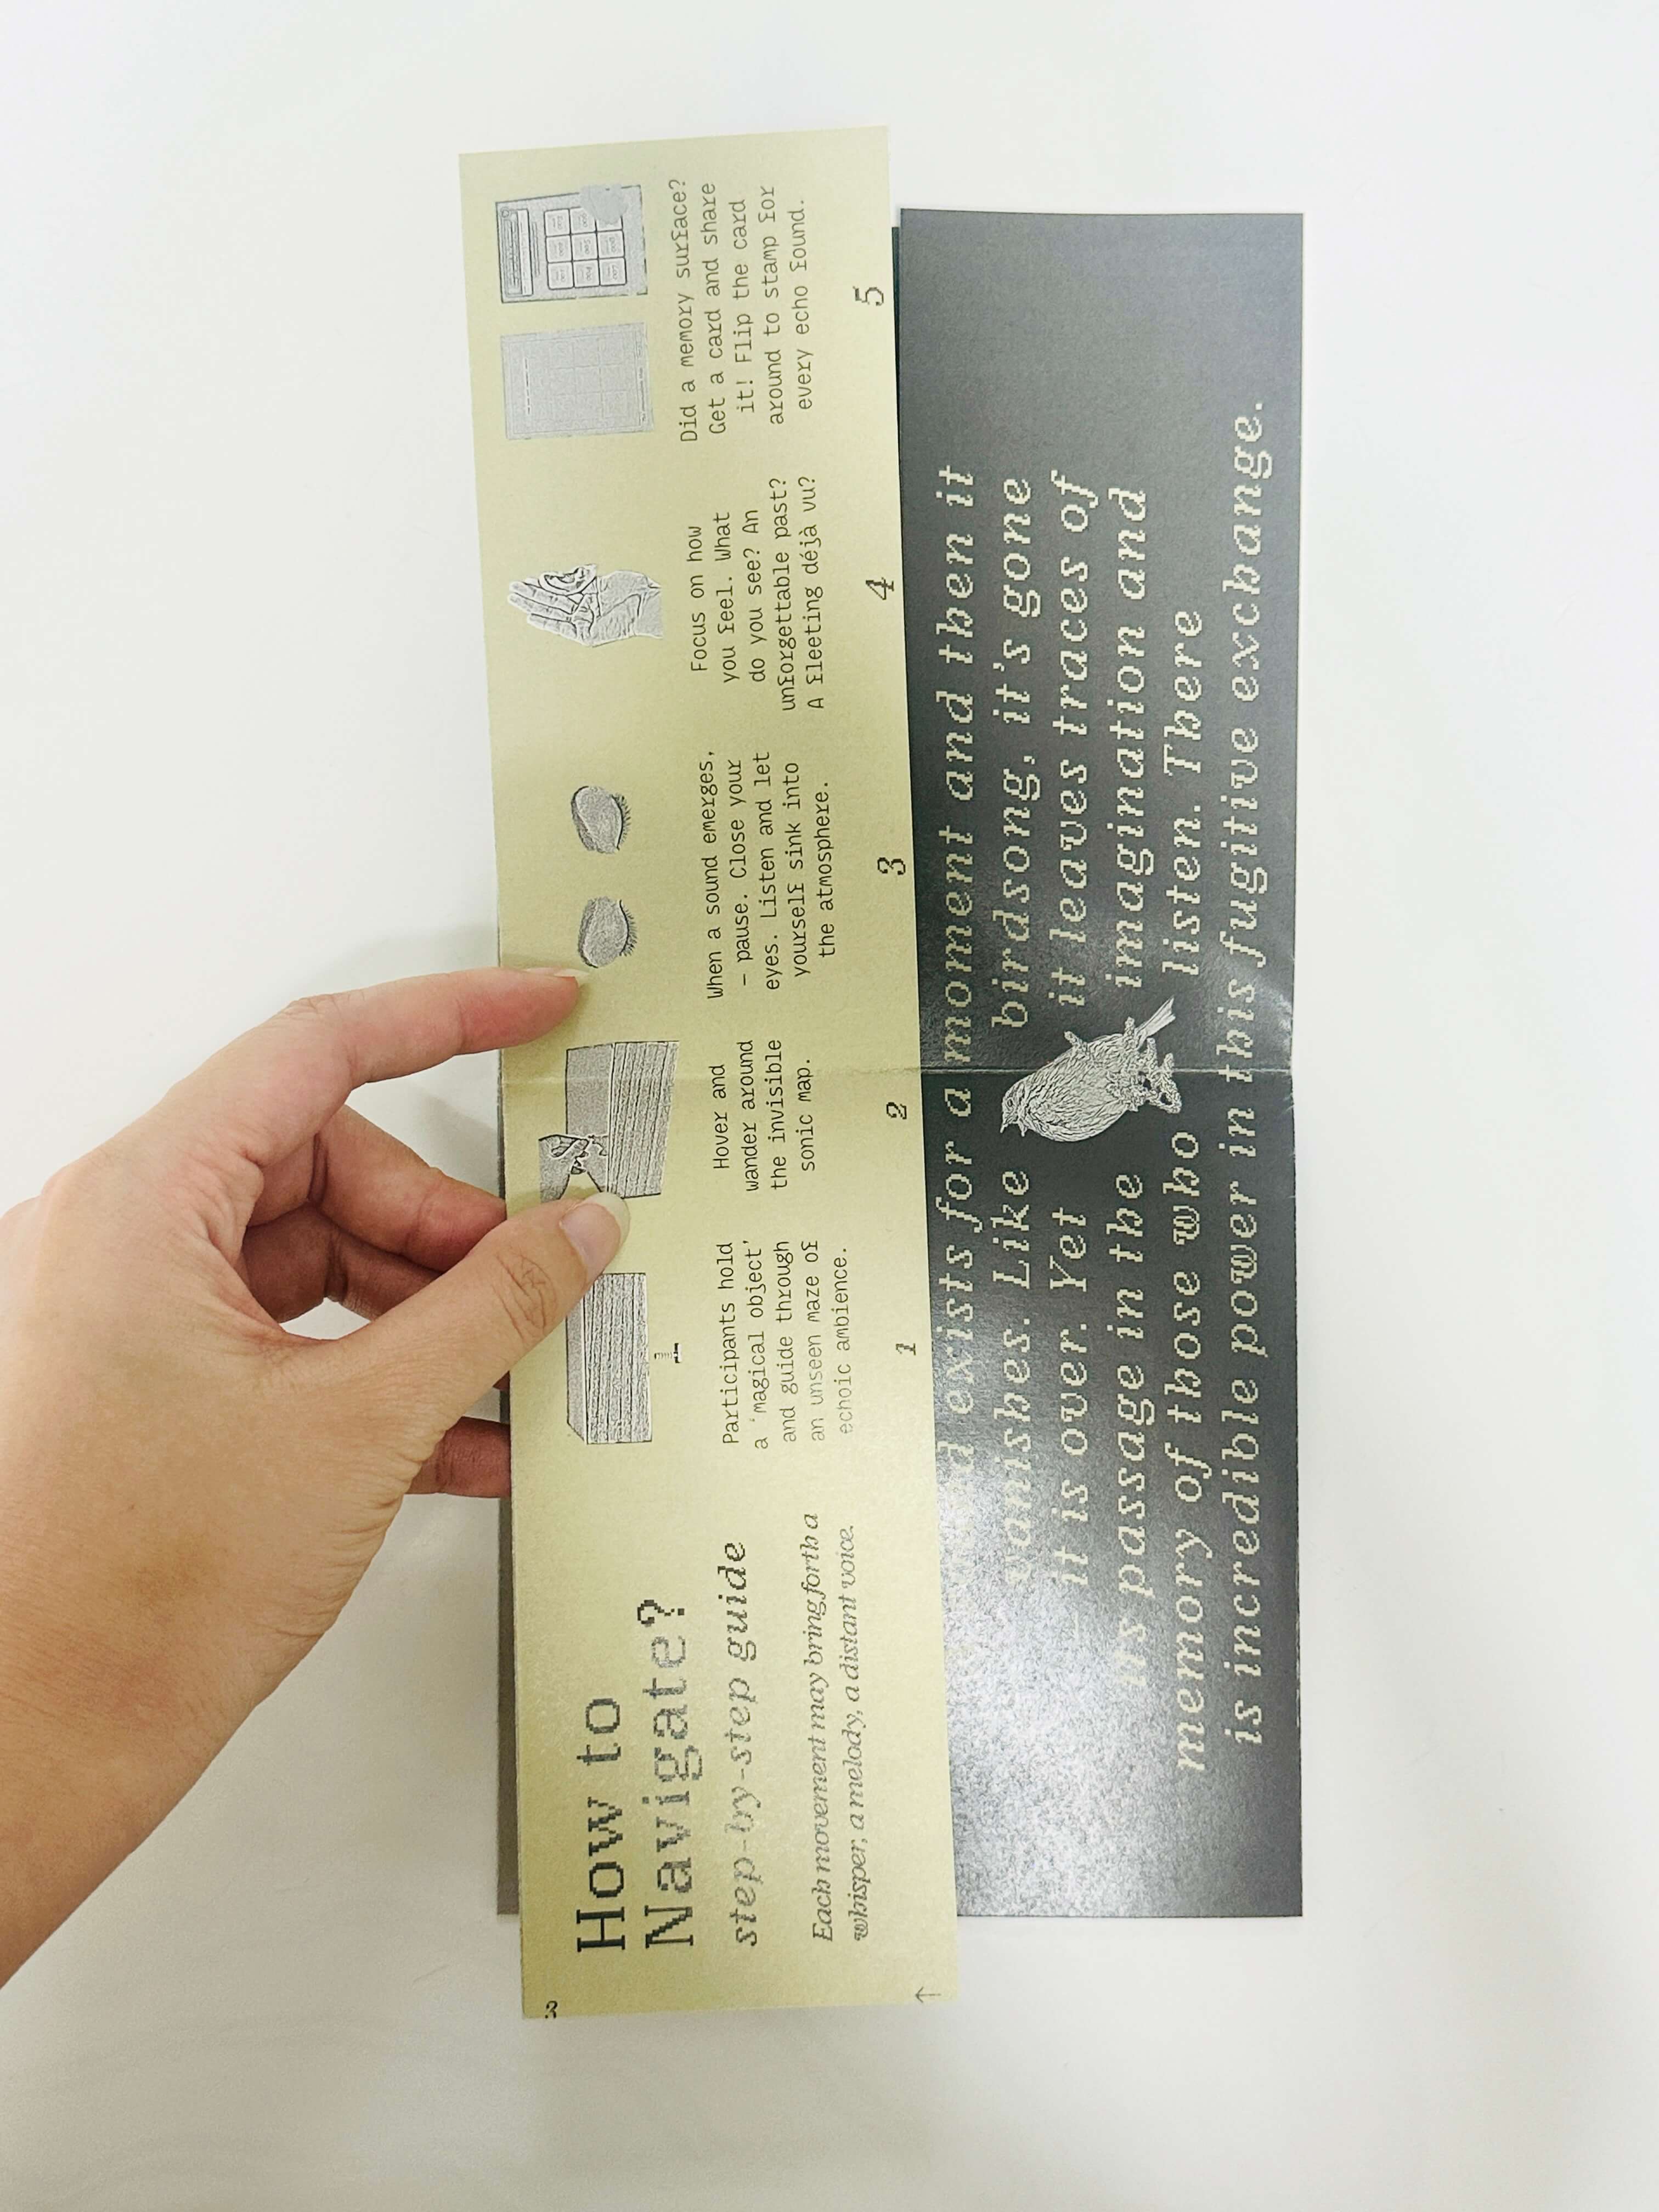 3
How to
Navigate?
step-by-step guide
Each movement may bring forth a
whisper, a melody, a distant voice.
Participants hold
a ‘magical object’
and guide through
an unseen maze of
echoic ambience.
1
Hover and
wander around
the invisible
sonic map.
2
When a sound emerges,
– pause. Close your
eyes. Listen and let
yourself sink into
the atmosphere.
3
Focus on how
you feel. What
do you see? An
unforgettable past?
A fleeting déjà vu?
4
Did a memory surface?
Get a card and share
it! Flip the card
around to stamp for
every echo found.
5
↑
exists for a moment and then it
vanishes. Like birdsong, it's gone
– it is over. Yet it leaves traces of
its passage in the imagination and
memory of those who listen. There
is incredible power in this fugitive exchange.